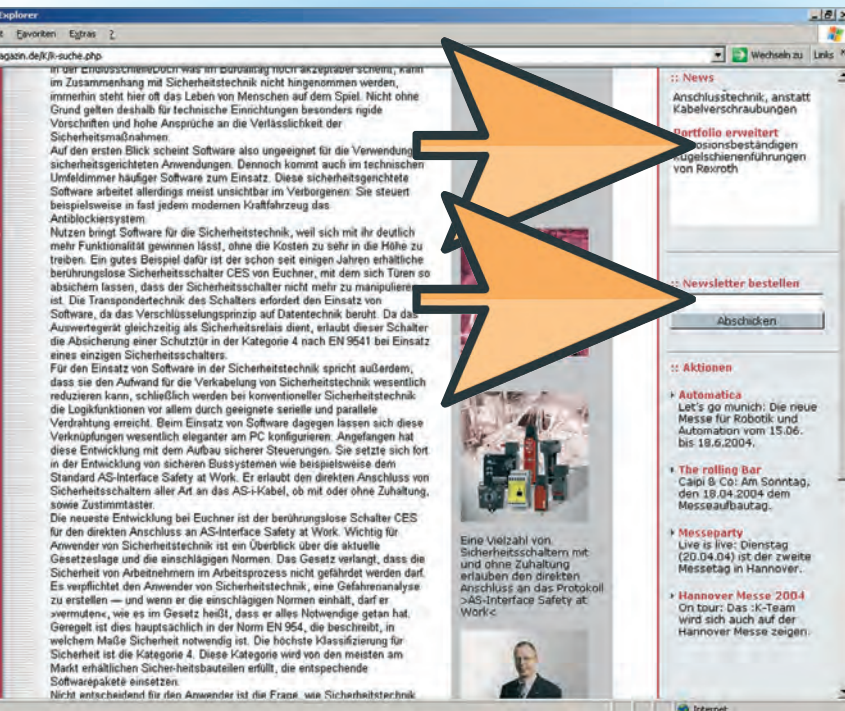 Explorer
Favoriten Extras ?
agazin.de/K/k-suche.php
Wechseln zu Links
in der Endlosschleife Doch was im Büroalltag noch akzeptabel scheint, kann
im Zusammenhang mit Sicherheitstechnik nicht hingenommen werden,
immerhin steht hier oft das Leben von Menschen auf dem Spiel. Nicht ohne
Grund gelten deshalb für technische Einrichtungen besonders rigide
Vorschriften und hohe Ansprüche an die Verlässlichkeit der
Sicherheitsmaßnahmen.
Auf den ersten Blick scheint Software also ungeeignet für die Verwendung
sicherheitsgerichteten Anwendungen. Dennoch kommt auch im technischen
Umfeldimmer häufiger Software zum Einsatz. Diese sicherheitsgerichtete
Software arbeitet allerdings meist unsichtbar im Verborgenen: Sie steuert
beispielsweise in fast jedem modernen Kraftfahrzeug das
Antiblockiersystem.
Nutzen bringt Software für die Sicherheitstechnik, weil sich mit ihr deutlich
mehr Funktionalität gewinnen lässt, ohne die Kosten zu sehr in die Höhe zu
treiben. Ein gutes Beispiel dafür ist der schon seit einigen Jahren erhältliche
berührungslose Sicherheitsschalter CES von Euchner, mit dem sich Türen so
absichern lassen, dass der Sicherheitsschalter nicht mehr zu manipulieren
ist. Die Transpondertechnik des Schalters erfordert den Einsatz von
Software, da das Verschlüsselungsprinzip auf Datentechnik beruht. Da das
Auswertegerät gleichzeitig als Sicherheitsrelais dient, erlaubt dieser Schalter
die Absicherung einer Schutztür in der Kategorie 4 nach EN 9541 bei Einsatz
eines einzigen Sicherheitsschalters.
Für den Einsatz von Software in der Sicherheitstechnik spricht außerdem,
dass sie den Aufwand für die Verkabelung von Sicherheitstechnik wesentlich
reduzieren kann, schließlich werden bei konventioneller Sicherheitstechnik
die Logikfunktionen vor allem durch geeignete serielle und parallele
Verdrahtung erreicht. Beim Einsatz von Software dagegen lassen sich diese
Verknüpfungen wesentlich eleganter am PC konfigurieren. Angefangen hat
diese Entwicklung mit dem Aufbau sicherer Steuerungen. Sie setzte sich fort
in der Entwicklung von sicheren Bussystemen wie beispielsweise dem
Standard AS-Interface Safety at Work. Er erlaubt den direkten Anschluss von
Sicherheitsschaltern aller Art an das AS-i-Kabel, ob mit oder ohne Zuhaltung,
sowie Zustimmtaster.
Die neueste Entwicklung bei Euchner ist der berührungslose Schalter CES
für den direkten Anschluss an AS-Interface Safety at Work. Wichtig für
Anwender von Sicherheitstechnik ist ein Überblick über die aktuelle
Gesetzeslage und die einschlägigen Normen. Das Gesetz verlangt, dass die
Sicherheit von Arbeitnehmern im Arbeitsprozess nicht gefährdet werden darf.
Es verpflichtet den Anwender von Sicherheitstechnik, eine Gefahrenanalyse
zu erstellen — und wenn er die einschlägigen Normen einhält, darf er
»vermuten«, wie es im Gesetz heißt, dass er alles Notwendige getan hat.
Geregelt ist dies hauptsächlich in der Norm EN 954, die beschreibt, in
welchem Maße Sicherheit notwendig ist. Die höchste Klassifizierung für
Sicherheit ist die Kategorie 4. Diese Kategorie wird von den meisten am
Markt erhältlichen Sicher-heitsbauteilen erfüllt, die entspechende
Softwarepakete einsetzen.
Nicht entscheidend für den Anwender ist die Frage, wie Sicherheitstechnik
Eine Vielzahl von
Sicherheitsschaltern mit
und ohne Zuhaltung
erlauben den direkten
Anschluss an das Protokoll
>AS-Interface Safety at
Work<
:: News
Anschlusstechnik, anstatt
Kabelverschraubungen
Portfolio erweitert
osionsbeständigen
Kugelschienenführungen
von Rexroth
:: Newsletter bestellen
Abschicken
:: Aktionen
Automatica
Let's go munich: Die neue
Messe für Robotik und
Automation vom 15.06.
bis 18.6.2004.
The rolling Bar
Caipi & Co: Am Sonntag,
den 18.04.2004 dem
Messeaufbautag.
Messeparty
Live is live: Dienstag
(20.04.04) ist der zweite
Messetag in Hannover.
Hannover Messe 2004
On tour: Das :K-Team
wird sich auch auf der
Hannover Messe zeigen.
Internet